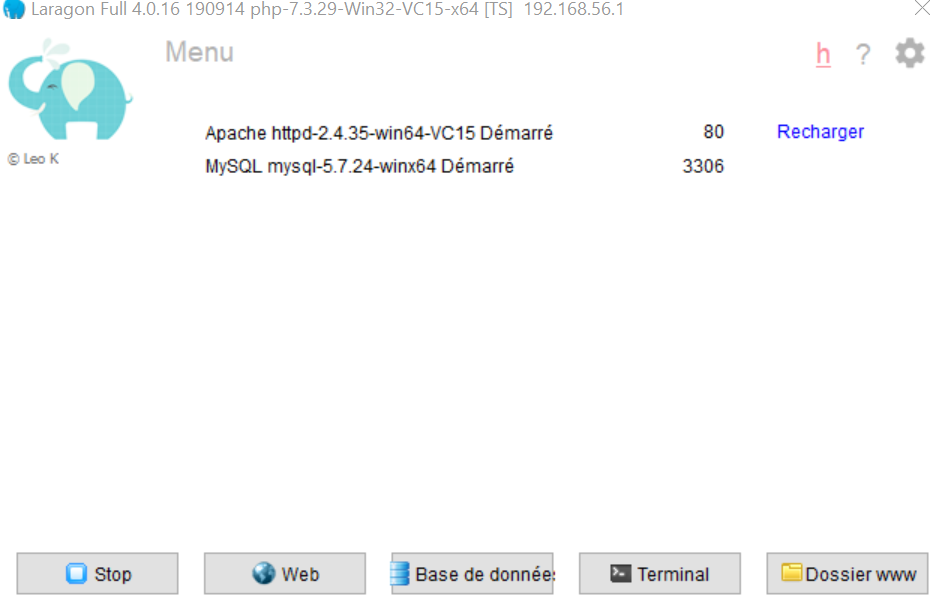 Laragon Full 4.0.16 190914 php-7.3.29-Win32-VC15-x64 [TS] 192.168.56.1
Menu
h ?
Apache httpd-2.4.35-win64-VC15 Démarré 80 Recharger
© Leo K
MySQL mysql-5.7.24-winx64 Démarré 3306
Stop Web Base de donnée Terminal Dossier www